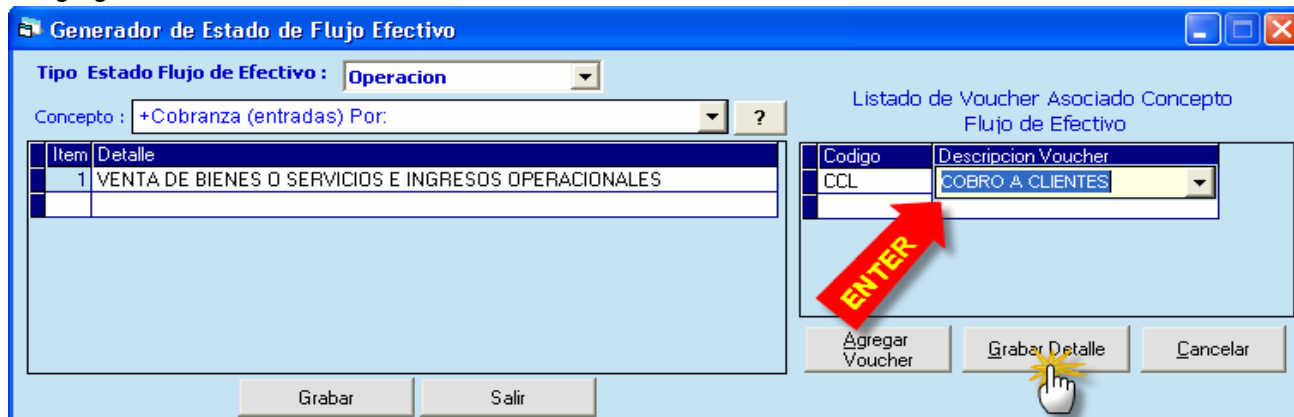 Generador de Estado de Flujo Efectivo
Tipo Estado Flujo de Efectivo : Operacion
Concepto : +Cobranza (entradas) Por: ?
Item Detalle
1 VENTA DE BIENES O SERVICIOS E INGRESOS OPERACIONALES
Grabar Salir
Listado de Voucher Asociado Concepto
Flujo de Efectivo
Codigo Descripcion Voucher
CCL COBRO A CLIENTES
ENTER
Agregar
Voucher
Grabar Detalle
Cancelar